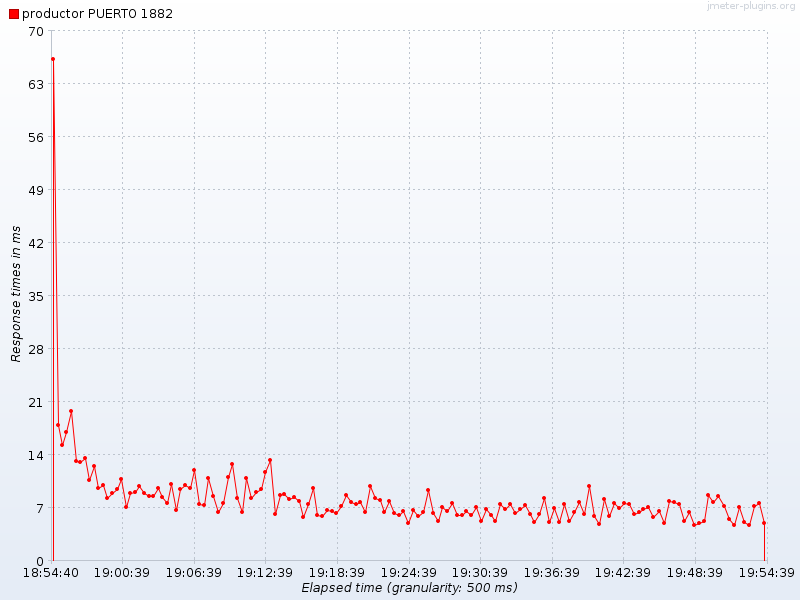 jmeter-plugins.org
productor PUERTO 1882
70
63
56
49
42
35
28
21
14
7
0
Response times in ms
18:54:40 19:00:39 19:06:39 19:12:39 19:18:39 19:24:39 19:30:39 19:36:39 19:42:39 19:48:39 19:54:39
Elapsed time (granularity: 500 ms)